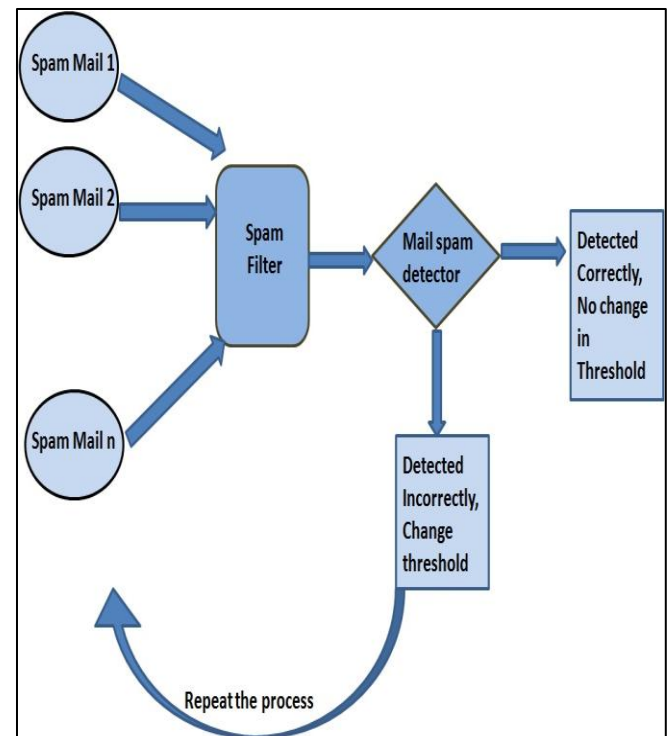 Spam Mail 1
Spam Mail 2
Spam Mail n
Spam
Filter
Mail spam
detector
Detected
Correctly,
No change
in
Threshold
Detected
Incorrectly,
Change
threshold
Repeat the process